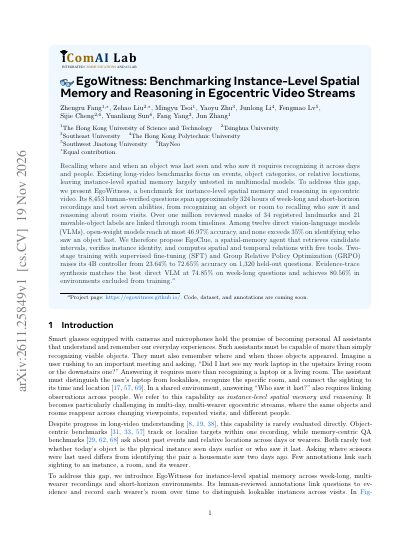 IComAI Lab
INTEGRATED COMMUNICATIONS AND AI LAB
EgoWitness: Benchmarking Instance-Level Spatial
Memory and Reasoning in Egocentric Video Streams
Zhengru Fang¹,*, Zehao Liu²,*, Mingyu Tsoi¹, Yaoyu Zhu³, Junlong Li¹, Fengmao Lv⁵,
Sijie Cheng²,⁶, Yuanliang Sun⁶, Fang Yang², Jun Zhang¹
¹The Hong Kong University of Science and Technology ²Tsinghua University
³Southeast University ⁴The Hong Kong Polytechnic University
⁵Southwest Jiaotong University ⁶RayNeo
*Equal contribution.
Recalling where and when an object was last seen and who saw it requires recognizing it across days
and people. Existing long-video benchmarks focus on events, object categories, or relative locations,
leaving instance-level spatial memory largely untested in multimodal models. To address this gap,
we present EgoWitness, a benchmark for instance-level spatial memory and reasoning in egocentric
video. Its 8,453 human-verified questions span approximately 324 hours of week-long and short-horizon
recordings and test seven abilities, from recognizing an object or room to recalling who saw it and
reasoning about room visits. Over one million reviewed masks of 34 registered landmarks and 21
movable-object labels are linked through room timelines. Among twelve direct vision-language models
(VLMs), open-weight models reach at most 46.97% accuracy, and none exceeds 35% on identifying who
saw an object last. We therefore propose EgoClue, a spatial-memory agent that retrieves candidate
intervals, verifies instance identity, and computes spatial and temporal relations with free tools. Two-
stage training with supervised fine-tuning (SFT) and Group Relative Policy Optimization (GRPO)
raises its 4B controller from 23.64% to 72.65% accuracy on 1,320 held-out questions. Evidence-trace
synthesis matches the best direct VLM at 74.85% on week-long questions and achieves 80.56% in
environments excluded from training.ᵃ
ᵃProject page: https://egowitness.github.io/. Code, dataset, and annotations are coming soon.
1 Introduction
Smart glasses equipped with cameras and microphones hold the promise of becoming personal AI assistants
that understand and remember our everyday experiences. Such assistants must be capable of more than simply
recognizing visible objects. They must also remember where and when those objects appeared. Imagine a
user rushing to an important meeting and asking, "Did I last see my work laptop in the upstairs living room
or the downstairs one?" Answering it requires more than recognizing a laptop or a living room. The assistant
must distinguish the user's laptop from lookalikes, recognize the specific room, and connect the sighting to
its time and location [17, 57, 69]. In a shared environment, answering "Who saw it last?" also requires linking
observations across people. We refer to this capability as instance-level spatial memory and reasoning. It
becomes particularly challenging in multi-day, multi-wearer egocentric streams, where the same objects and
rooms reappear across changing viewpoints, repeated visits, and different people.
Despite progress in long-video understanding [8, 19, 38], this capability is rarely evaluated directly. Object-
centric benchmarks [31, 33, 57] track or localize targets within one recording, while memory-centric QA
benchmarks [29, 62, 68] ask about past events and relative locations across days or wearers. Both rarely test
whether today's object is the physical instance seen days earlier or who saw it last. Asking where scissors
were last used differs from identifying the pair a housemate saw two days ago. Few annotations link each
sighting to an instance, a room, and its wearer.
To address this gap, we introduce EgoWitness for instance-level spatial memory across week-long, multi-
wearer recordings and short-horizon environments. Its human-reviewed annotation link questions to ev-
idence and record each wearer's room over time to distinguish lookalike instances across visits. In Fig-
1
arXiv:2611.25849v1 [cs.CV] 19 Nov 2026